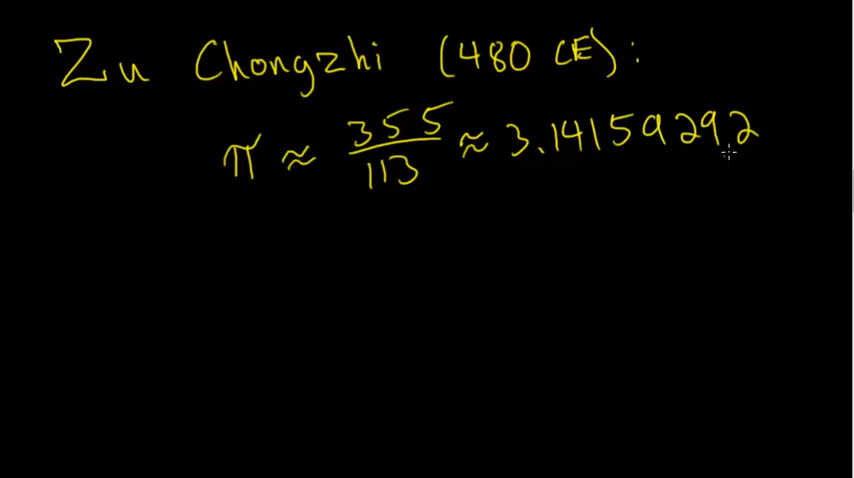 Zu Chongzhi (480 CE):
π ≈ 355/113 ≈ 3.14159292